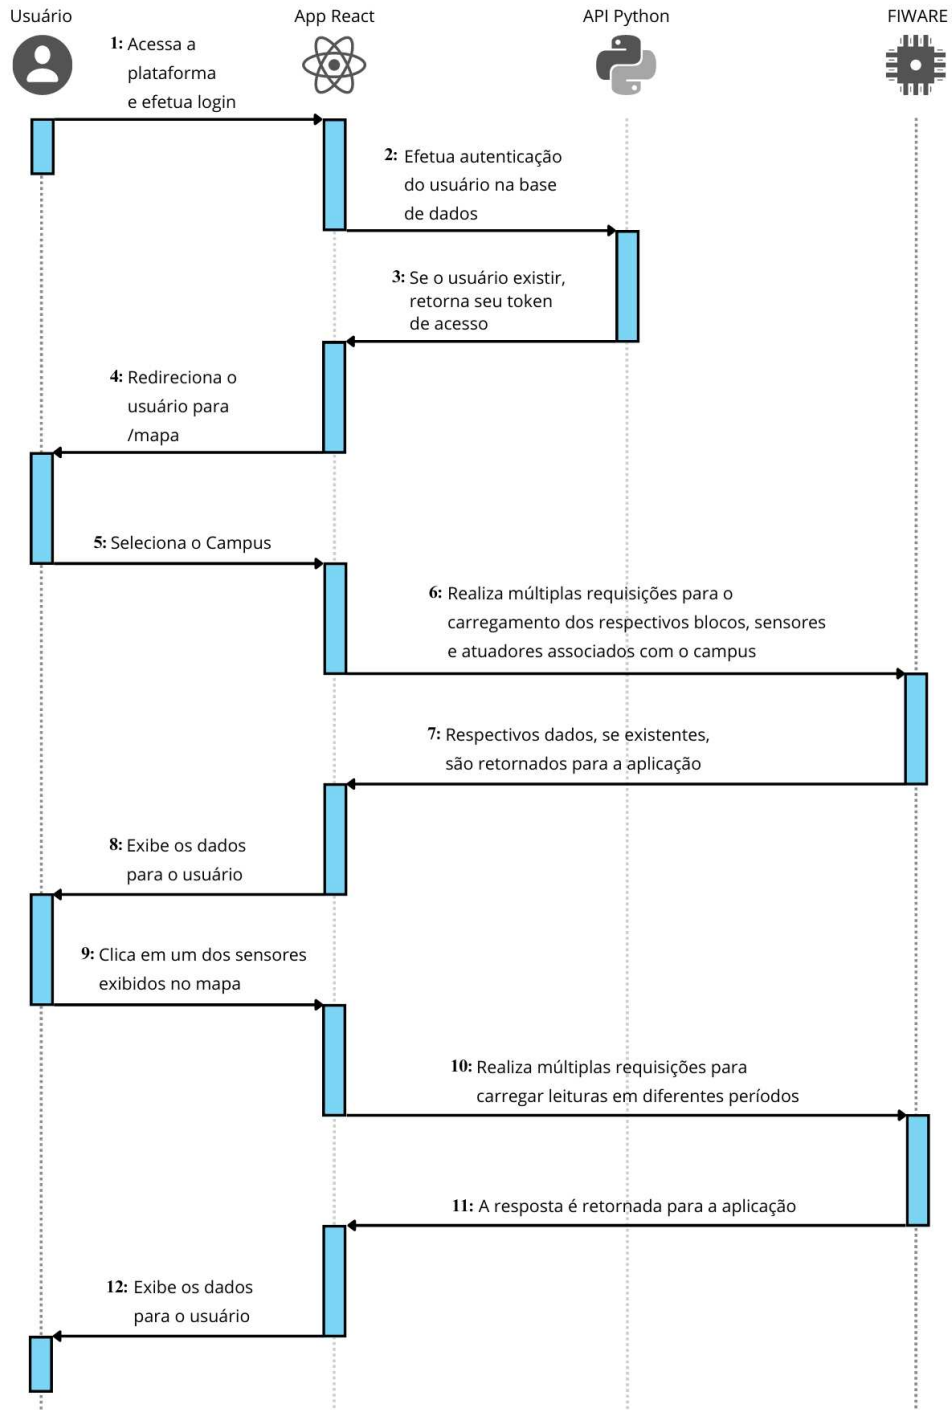 Usuário
App React
API Python
FIWARE
1: Acessa a
plataforma
e efetua login
2: Efetua autenticação
do usuário na base
de dados
3: Se o usuário existir,
retorna seu token
de acesso
4: Redireciona o
usuário para
/mapa
5: Seleciona o Campus
6: Realiza múltiplas requisições para o
carregamento dos respectivos blocos, sensores
e atuadores associados com o campus
7: Respectivos dados, se existentes,
são retornados para a aplicação
8: Exibe os dados
para o usuário
9: Clica em um dos sensores
exibidos no mapa
10: Realiza múltiplas requisições para
carregar leituras em diferentes períodos
11: A resposta é retornada para a aplicação
12: Exibe os dados
para o usuário